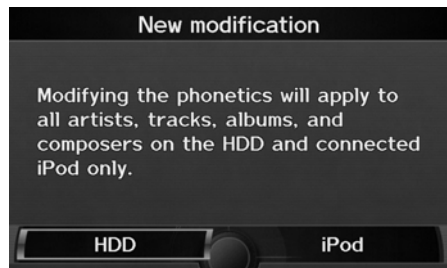 New modification
Modifying the phonetics will apply to
all artists, tracks, albums, and
composers on the HDD and connected
iPod only.
HDD
iPod